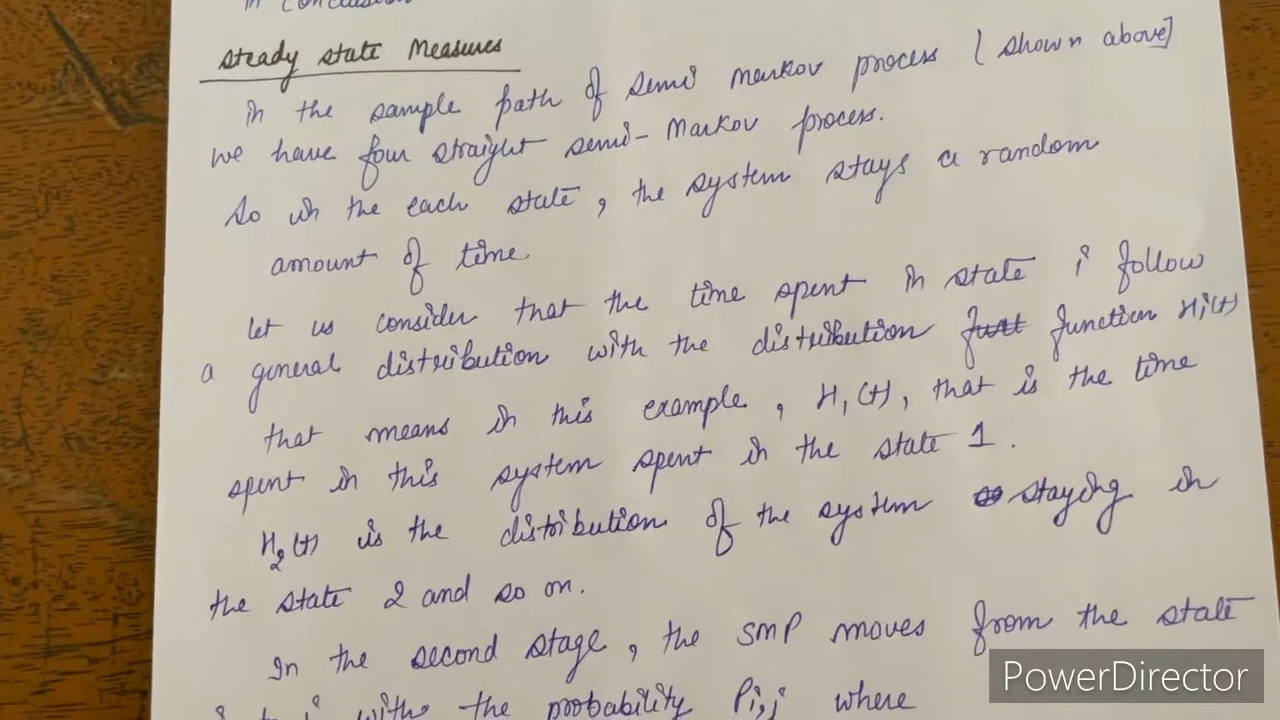 In conclusion
Steady state Measures
In the sample path of semi Markov process [shown above]
we have four straight semi-Markov process.
So in the each state, the system stays a random
amount of time
let us consider that the time spent in state i follow
a general distribution with the distribution function Hi(t)
that means in this example, H1(t), that is the time
spent in this system spent in the state 1.
H2(t) is the distribution of the system staying in
the state 2 and so on.
In the second stage, the SMP moves from the state
i to j with the probability Pi,j where
PowerDirector